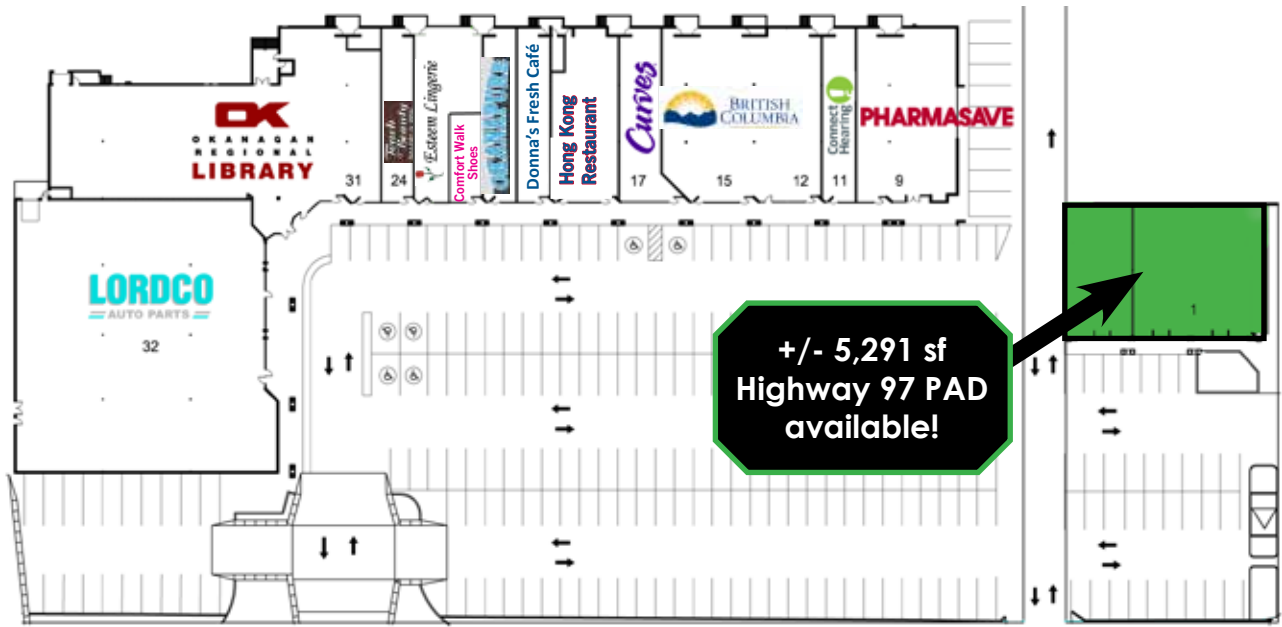 OK
OKANAGAN
REGIONAL
LIBRARY
31
24
Esteem Lingerie
Comfort Walk
Shoes
Donna's Fresh Café
Hong Kong
Restaurant
Curves
17
BRITISH
COLUMBIA
15
12
Connect
Hearing
11
PHARMASAVE
9
LORDCO
AUTO PARTS
32
1
+/- 5,291 sf
Highway 97 PAD
available!